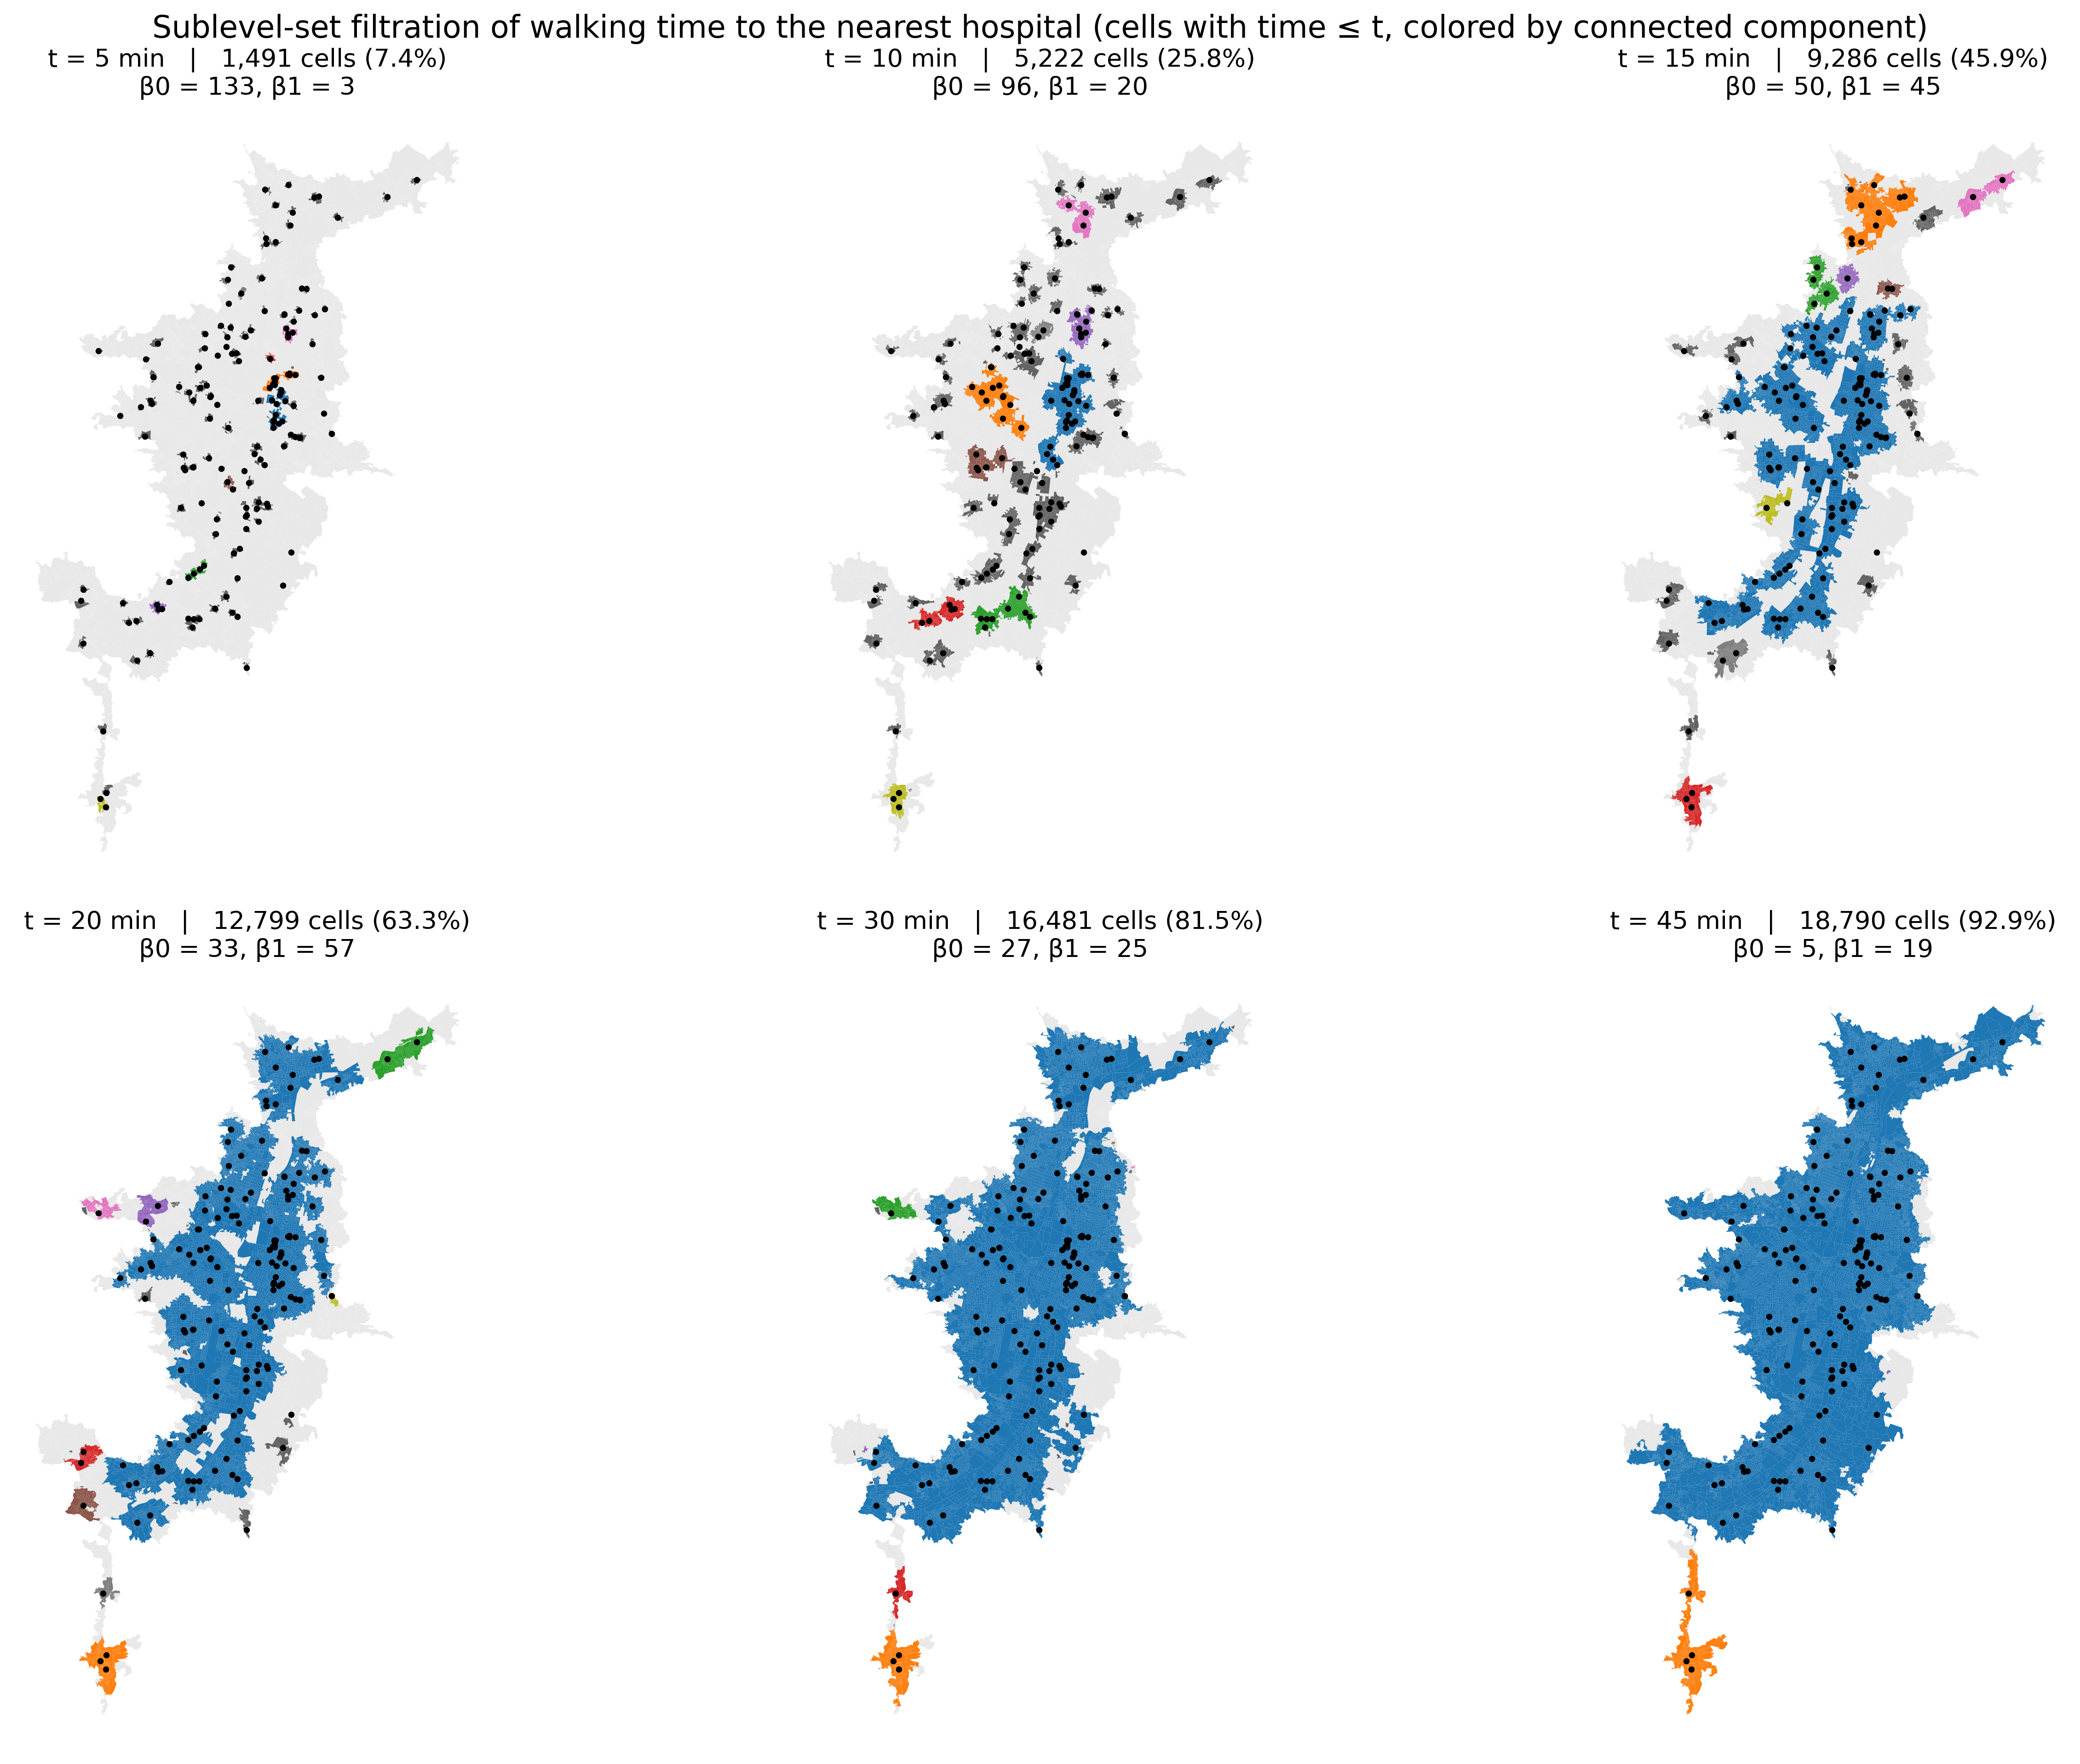 Sublevel-set filtration of walking time to the nearest hospital (cells with time ≤ t, colored by connected component)
t = 5 min | 1,491 cells (7.4%)
β0 = 133, β1 = 3
t = 10 min | 5,222 cells (25.8%)
β0 = 96, β1 = 20
t = 15 min | 9,286 cells (45.9%)
β0 = 50, β1 = 45
t = 20 min | 12,799 cells (63.3%)
β0 = 33, β1 = 57
t = 30 min | 16,481 cells (81.5%)
β0 = 27, β1 = 25
t = 45 min | 18,790 cells (92.9%)
β0 = 5, β1 = 19